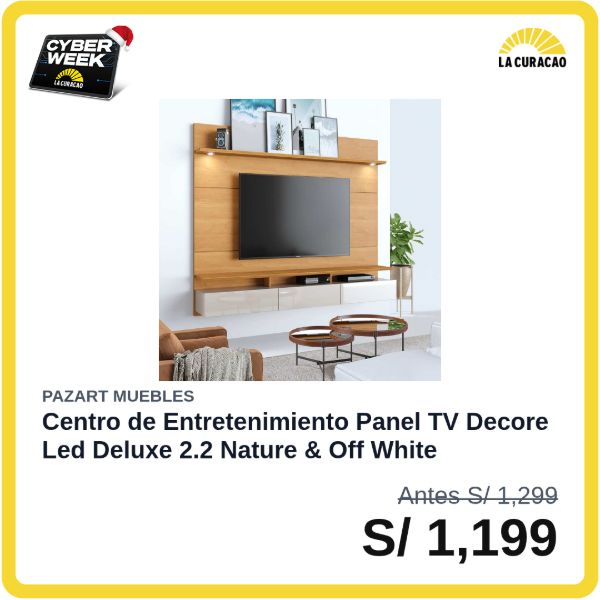 CYBER
WEEK
LA CURACAO
LA CURACAO
PAZART MUEBLES
Centro de Entretenimiento Panel TV Decore
Led Deluxe 2.2 Nature & Off White
Antes S/ 1,299
S/ 1,199